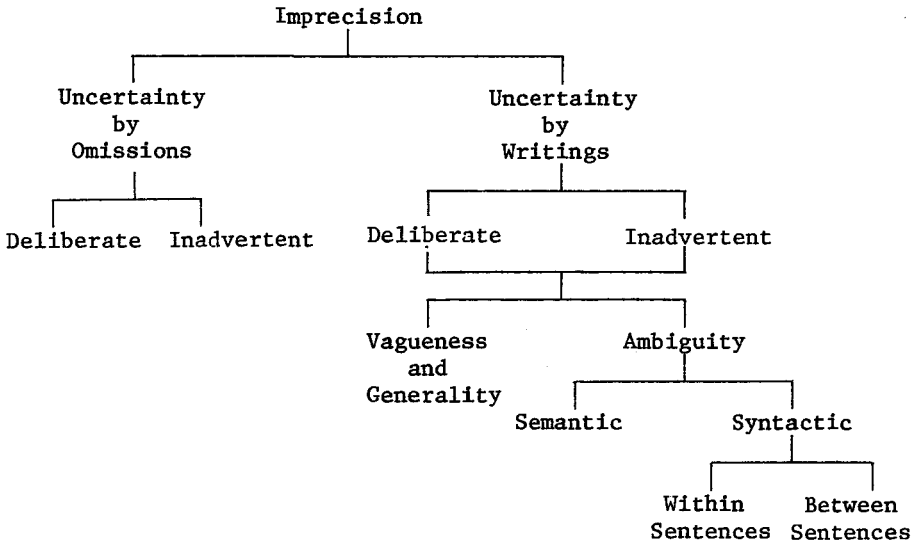 Imprecision
Uncertainty
by
Omissions
Uncertainty
by
Writings
Deliberate Inadvertent
Deliberate Inadvertent
Vagueness
and
Generality
Ambiguity
Semantic Syntactic
Within
Sentences
Between
Sentences